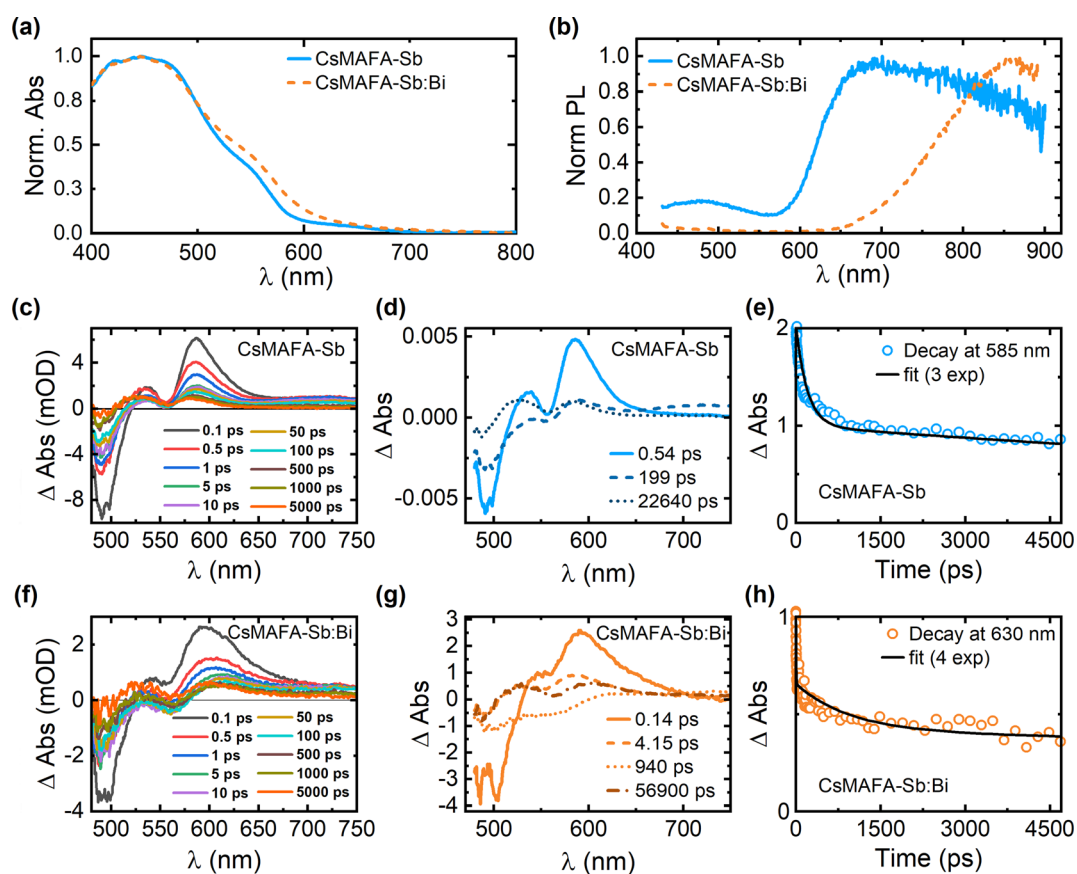 (a)
1.0
0.8
0.5
0.3
0.0
Norm. Abs
CsMAFA-Sb
CsMAFA-Sb:Bi
400 500 600 700 800
λ (nm)
(b)
1.0
0.8
0.6
0.4
0.2
0.0
Norm PL
CsMAFA-Sb
CsMAFA-Sb:Bi
400 500 600 700 800 900
λ (nm)
(c)
4
0
-4
-8
Δ Abs (mOD)
CsMAFA-Sb
0.1 ps 50 ps
0.5 ps 100 ps
1 ps 500 ps
5 ps 1000 ps
10 ps 5000 ps
500 550 600 650 700 750
λ (nm)
(d)
0.005
0.000
-0.005
Δ Abs
CsMAFA-Sb
0.54 ps
199 ps
22640 ps
500 600 700
λ (nm)
(e)
2
1
0
Δ Abs
Decay at 585 nm
fit (3 exp)
CsMAFA-Sb
0 1500 3000 4500
Time (ps)
(f)
2
0
-2
-4
Δ Abs (mOD)
CsMAFA-Sb:Bi
0.1 ps 50 ps
0.5 ps 100 ps
1 ps 500 ps
5 ps 1000 ps
10 ps 5000 ps
500 550 600 650 700 750
λ (nm)
(g)
3
2
1
0
-1
-2
-3
-4
Δ Abs
CsMAFA-Sb:Bi
0.14 ps
4.15 ps
940 ps
56900 ps
500 600 700
λ (nm)
(h)
1
0
Δ Abs
Decay at 630 nm
fit (4 exp)
CsMAFA-Sb:Bi
0 1500 3000 4500
Time (ps)